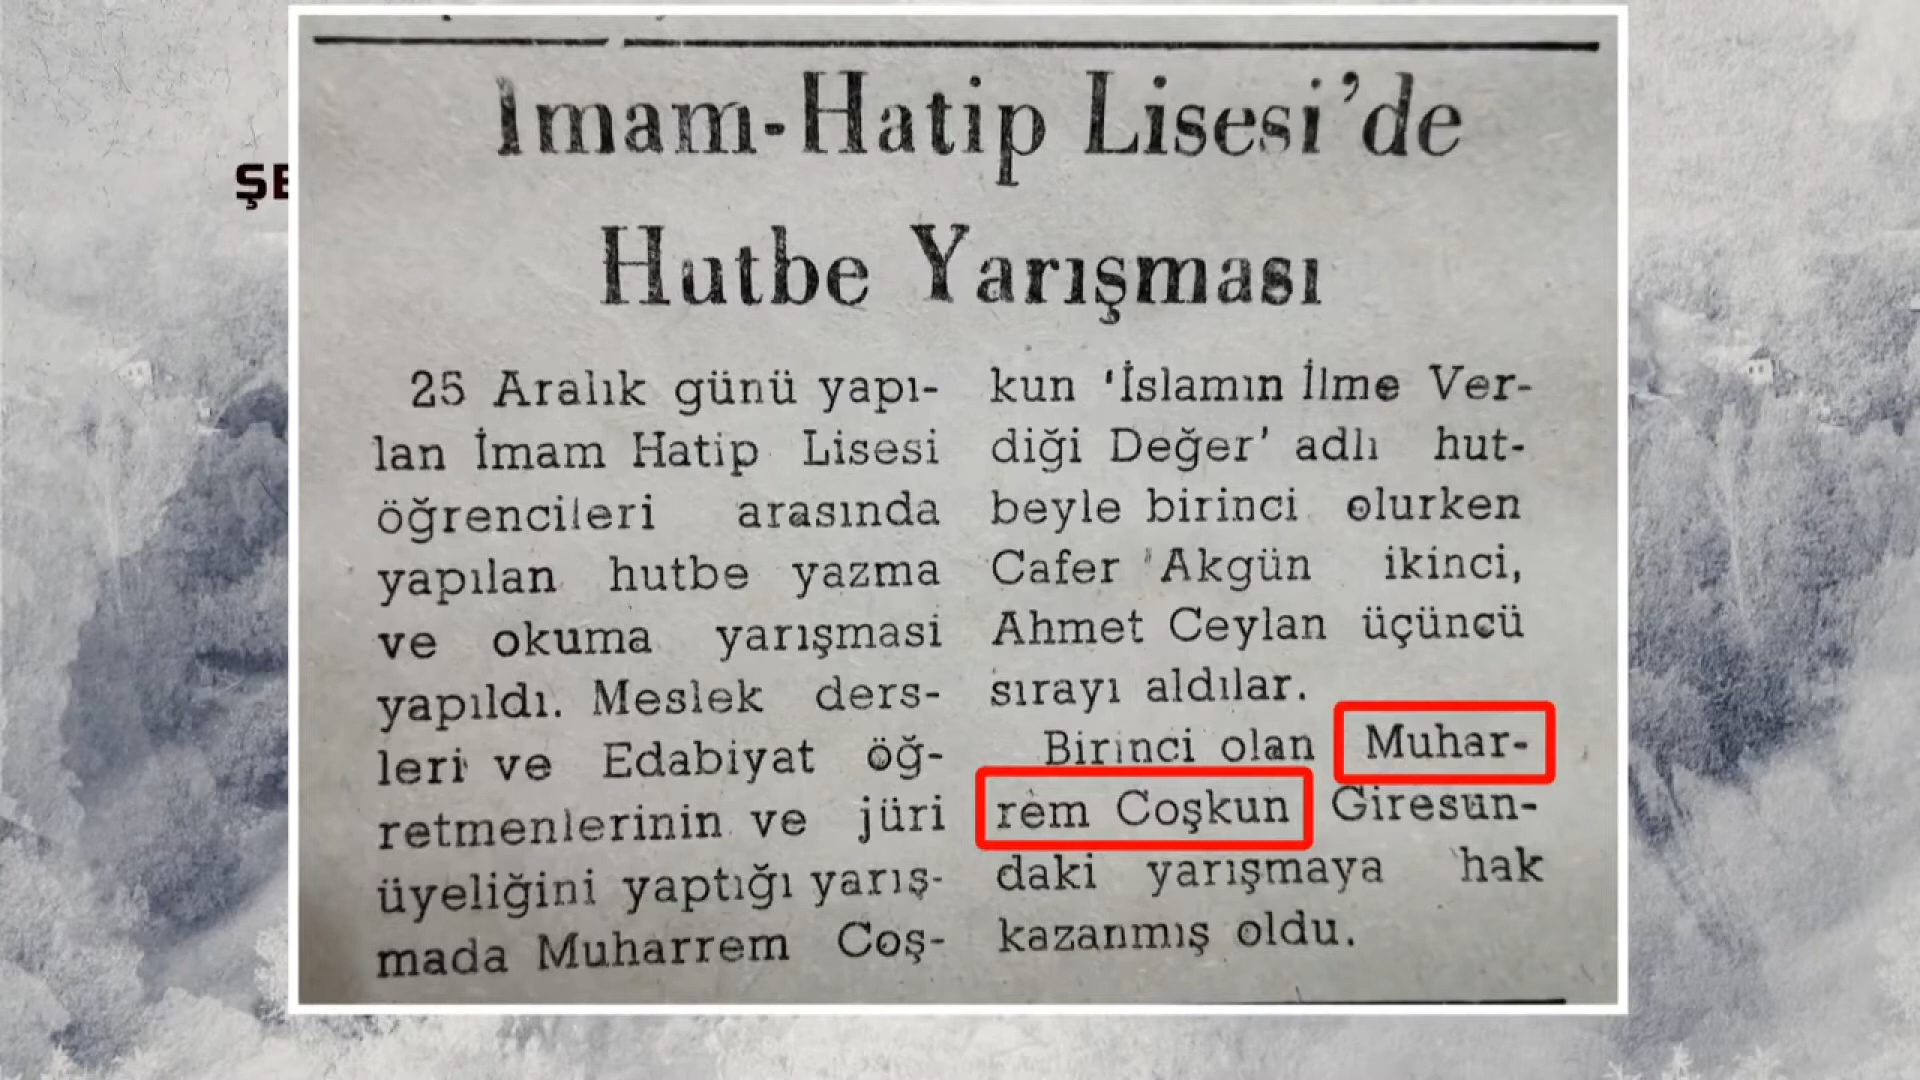 ŞE
İmam-Hatip Lisesi'de
Hutbe Yarışması
25 Aralık günü yapı-
lan İmam Hatip Lisesi
öğrencileri arasında
yapılan hutbe yazma
ve okuma yarışmasi
yapıldı. Meslek ders-
leri ve Edabiyat öğ-
retmenlerinin ve jüri
üyeliğini yaptığı yarış-
mada Muharrem Coş-
kun 'İslamın İlme Ver-
diği Değer' adlı hut-
beyle birinci olurken
Cafer Akgün ikinci,
Ahmet Ceylan üçüncü
sırayı aldılar.
Birinci olan Muhar-
rem Coşkun Giresun-
daki yarışmaya hak
kazanmış oldu.